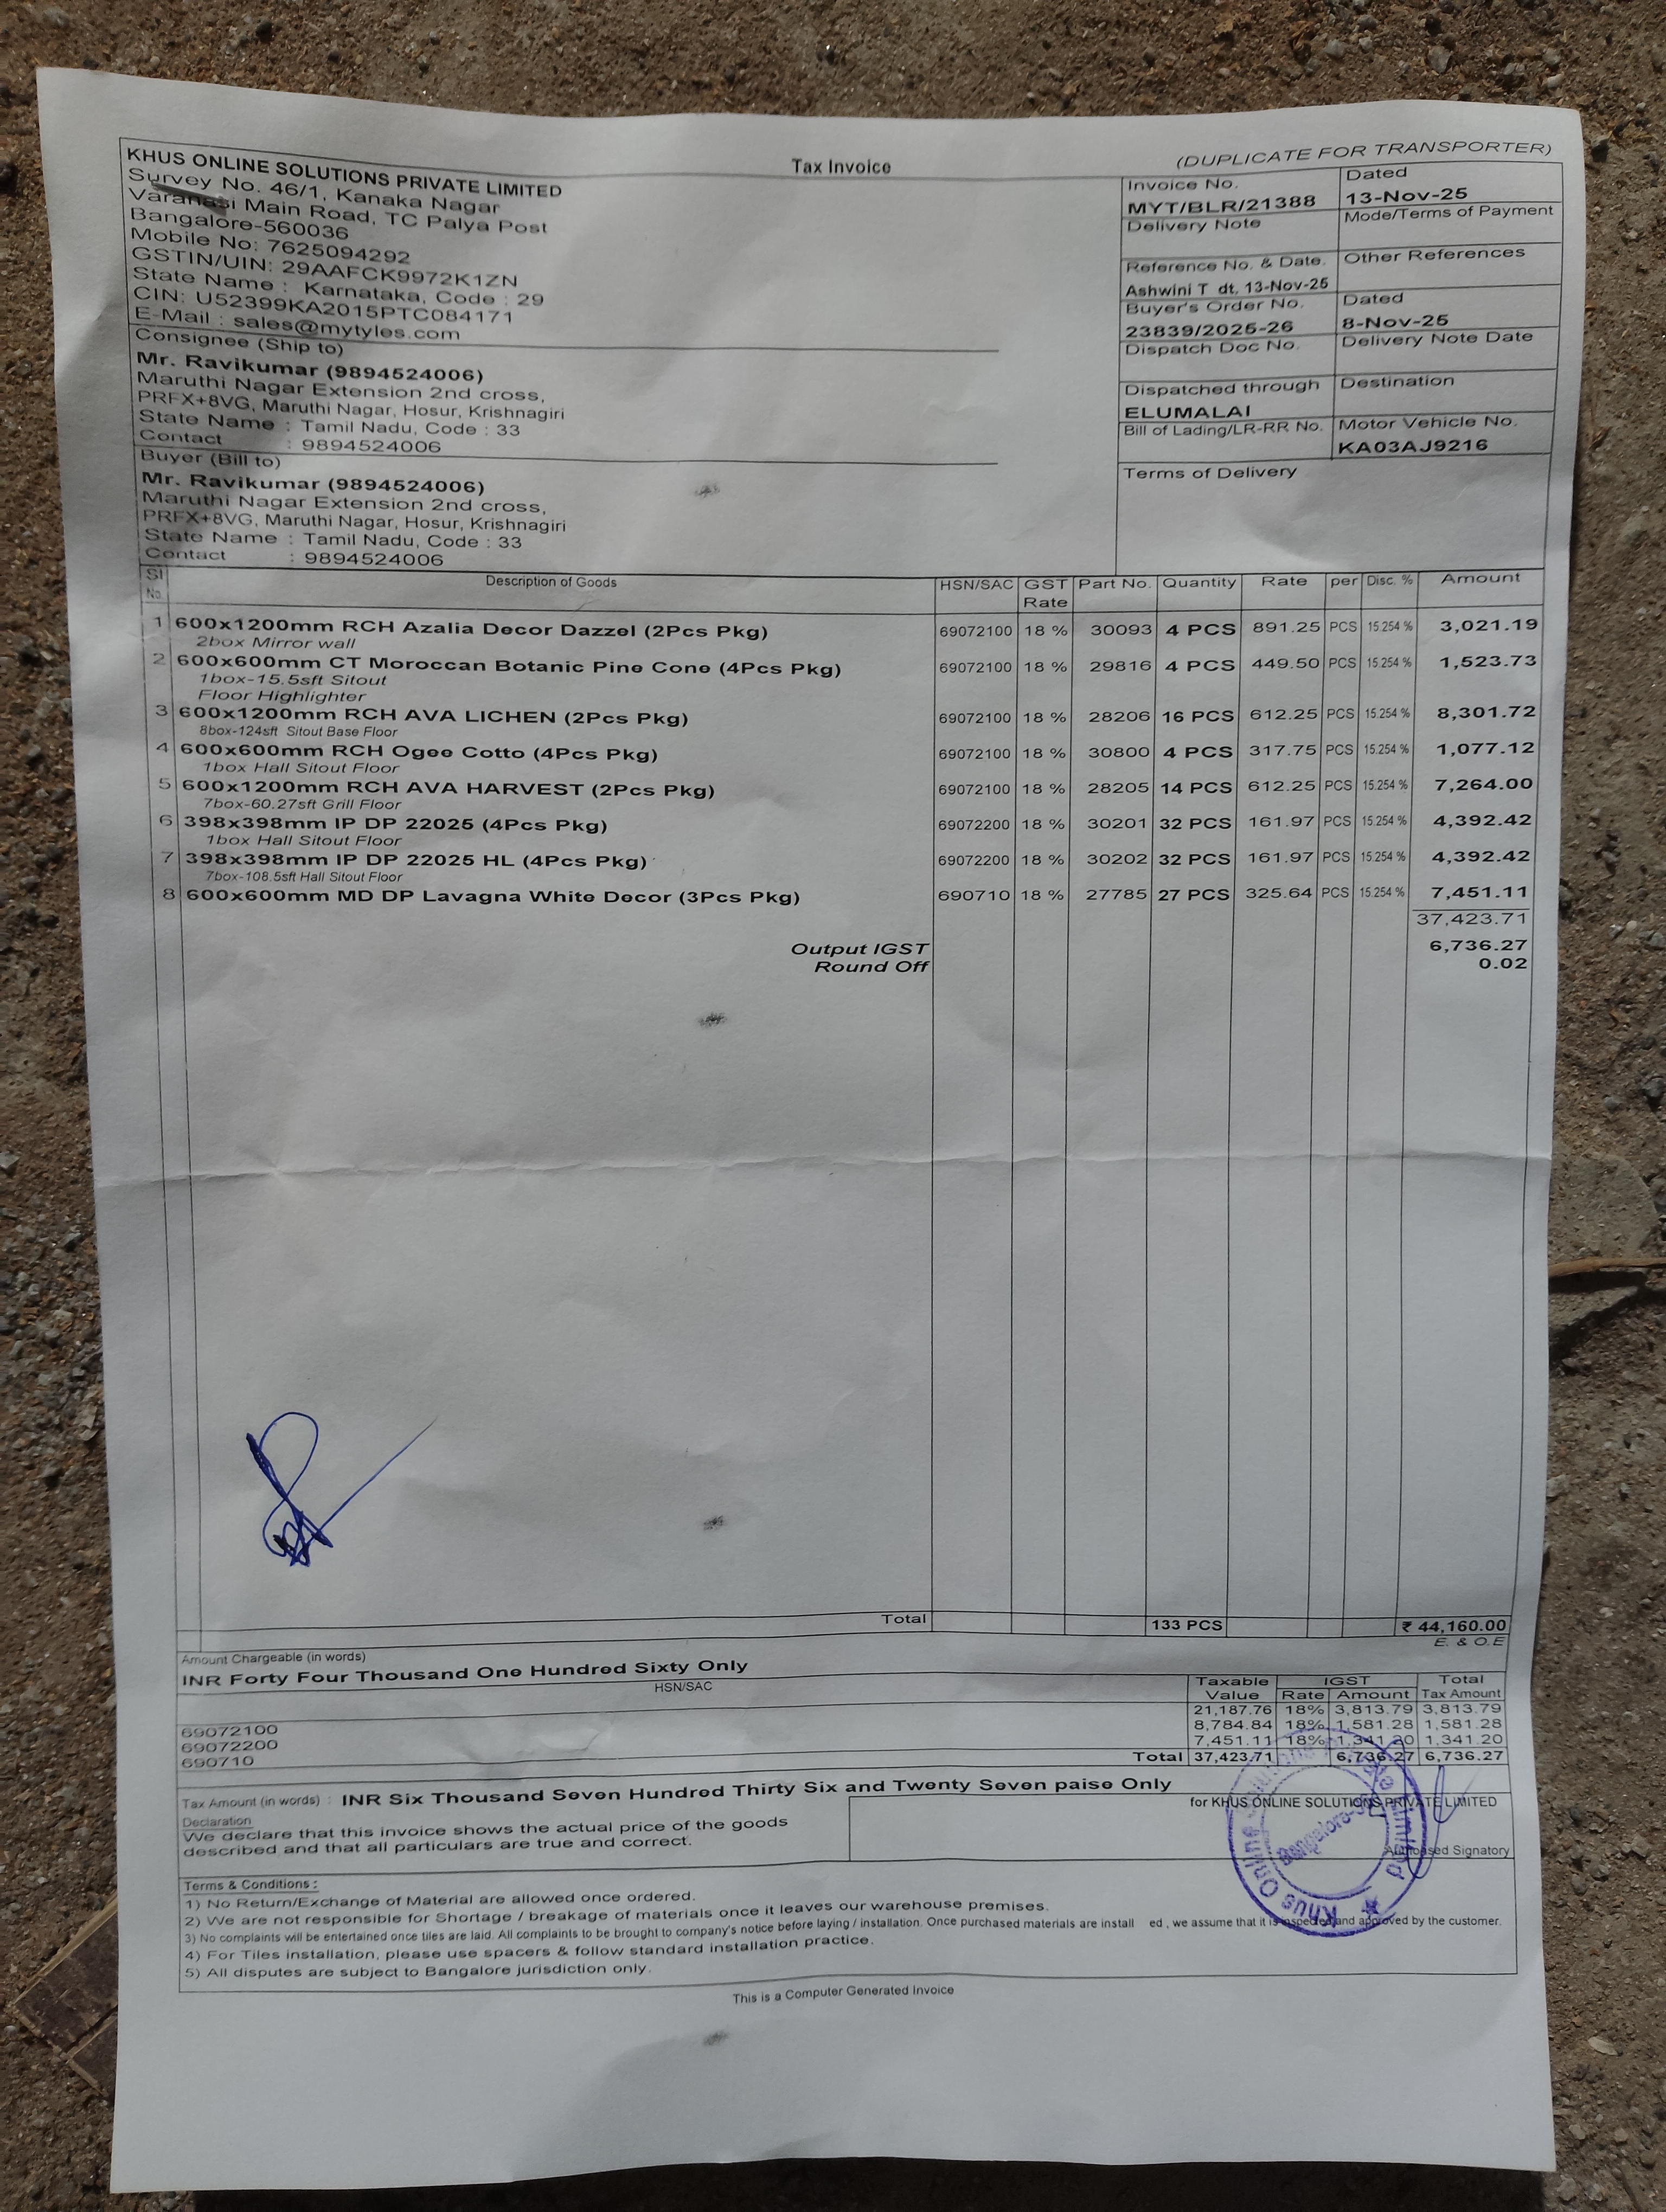 (DUPLICATE FOR TRANSPORTER)
Tax Invoice
KHUS ONLINE SOLUTIONS PRIVATE LIMITED
Survey No. 46/1, Kanaka Nagar
Varanasi Main Road, TC Palya Post
Bangalore-560036
Mobile No: 7625094292
GSTIN/UIN: 29AAFCK9972K1ZN
State Name : Karnataka, Code : 29
CIN: U52399KA2015PTC084171
E-Mail : sales@mytyles.com
Consignee (Ship to)
Mr. Ravikumar (9894524006)
Maruthi Nagar Extension 2nd cross,
PRFX+8VG, Maruthi Nagar, Hosur, Krishnagiri
State Name : Tamil Nadu, Code : 33
Contact : 9894524006
Buyer (Bill to)
Mr. Ravikumar (9894524006)
Maruthi Nagar Extension 2nd cross,
PRFX+8VG, Maruthi Nagar, Hosur, Krishnagiri
State Name : Tamil Nadu, Code : 33
Contact : 9894524006
Invoice No. Dated
MYT/BLR/21388 13-Nov-25
Delivery Note Mode/Terms of Payment
Reference No. & Date. Other References
Ashwini T dt. 13-Nov-25
Buyer's Order No. Dated
23839/2025-26 8-Nov-25
Dispatch Doc No. Delivery Note Date
Dispatched through Destination
ELUMALAI
Bill of Lading/LR-RR No. Motor Vehicle No.
KA03AJ9216
Terms of Delivery
Sl No. Description of Goods HSN/SAC GST Rate Part No. Quantity Rate per Disc. % Amount
1 600x1200mm RCH Azalia Decor Dazzel (2Pcs Pkg) 69072100 18 % 30093 4 PCS 891.25 PCS 15.254 % 3,021.19
2box Mirror wall
2 600x600mm CT Moroccan Botanic Pine Cone (4Pcs Pkg) 69072100 18 % 29816 4 PCS 449.50 PCS 15.254 % 1,523.73
1box-15.5sft Sitout
Floor Highlighter
3 600x1200mm RCH AVA LICHEN (2Pcs Pkg) 69072100 18 % 28206 16 PCS 612.25 PCS 15.254 % 8,301.72
8box-124sft Sitout Base Floor
4 600x600mm RCH Ogee Cotto (4Pcs Pkg) 69072100 18 % 30800 4 PCS 317.75 PCS 15.254 % 1,077.12
1box Hall Sitout Floor
5 600x1200mm RCH AVA HARVEST (2Pcs Pkg) 69072100 18 % 28205 14 PCS 612.25 PCS 15.254 % 7,264.00
7box-60.27sft Grill Floor
6 398x398mm IP DP 22025 (4Pcs Pkg) 69072200 18 % 30201 32 PCS 161.97 PCS 15.254 % 4,392.42
1box Hall Sitout Floor
7 398x398mm IP DP 22025 HL (4Pcs Pkg) 69072200 18 % 30202 32 PCS 161.97 PCS 15.254 % 4,392.42
7box-108.5sft Hall Sitout Floor
8 600x600mm MD DP Lavagna White Decor (3Pcs Pkg) 690710 18 % 27785 27 PCS 325.64 PCS 15.254 % 7,451.11
37,423.71
Output IGST 6,736.27
Round Off 0.02
Total 133 PCS ₹ 44,160.00
E. & O.E
Amount Chargeable (in words)
INR Forty Four Thousand One Hundred Sixty Only
HSN/SAC Taxable Value IGST Rate Amount Total Tax Amount
69072100 21,187.76 18% 3,813.79 3,813.79
69072200 8,784.84 18% 1,581.28 1,581.28
690710 7,451.11 18% 1,341.20 1,341.20
Total 37,423.71 6,736.27 6,736.27
Tax Amount (in words) : INR Six Thousand Seven Hundred Thirty Six and Twenty Seven paise Only
Declaration
We declare that this invoice shows the actual price of the goods
described and that all particulars are true and correct.
for KHUS ONLINE SOLUTIONS PRIVATE LIMITED
Authorised Signatory
Khus Online Solutions Private Limited
Bangalore
Terms & Conditions :
1) No Return/Exchange of Material are allowed once ordered.
2) We are not responsible for Shortage / breakage of materials once it leaves our warehouse premises.
3) No complaints will be entertained once tiles are laid. All complaints to be brought to company's notice before laying / installation. Once purchased materials are install ed , we assume that it is inspected and approved by the customer.
4) For Tiles installation, please use spacers & follow standard installation practice.
5) All disputes are subject to Bangalore jurisdiction only.
This is a Computer Generated Invoice